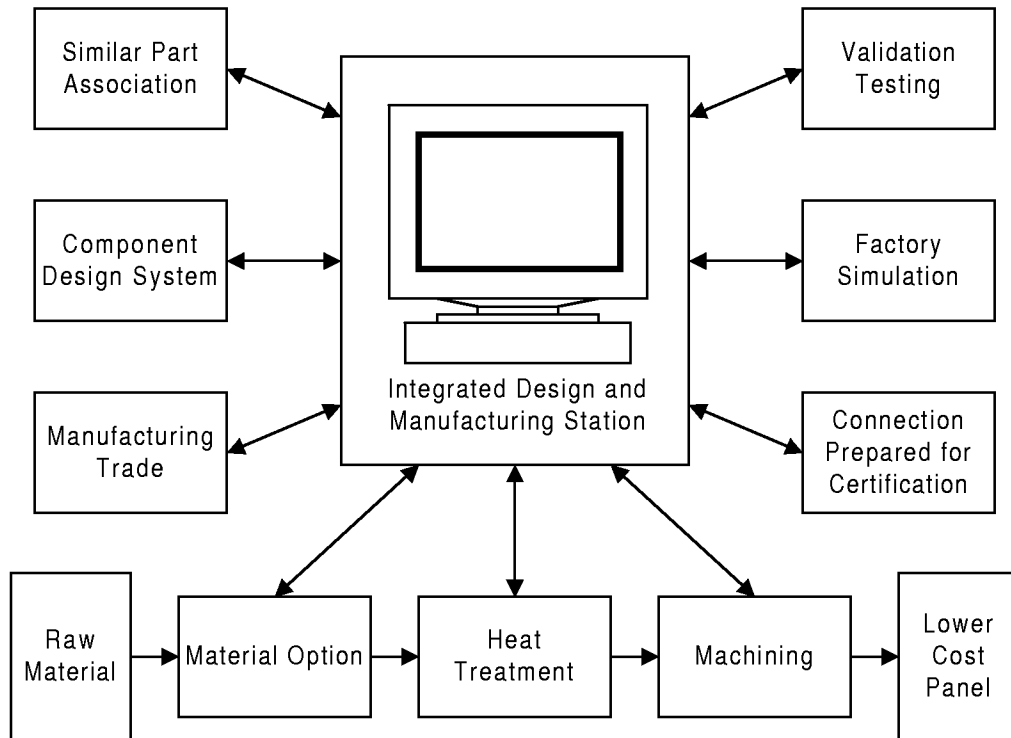 Similar Part
Association
Validation
Testing
Component
Design System
Factory
Simulation
Integrated Design and
Manufacturing Station
Manufacturing
Trade
Connection
Prepared for
Certification
Raw
Material
Material Option
Heat
Treatment
Machining
Lower
Cost
Panel